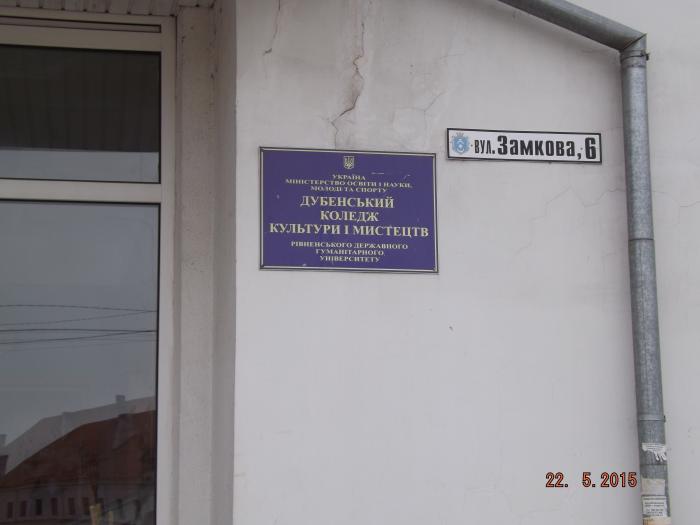 УКРАЇНА
МІНІСТЕРСТВО ОСВІТИ І НАУКИ,
МОЛОДІ ТА СПОРТУ
ДУБЕНСЬКИЙ
КОЛЕДЖ
КУЛЬТУРИ І МИСТЕЦТВ
РІВНЕНСЬКОГО ДЕРЖАВНОГО
ГУМАНІТАРНОГО
УНІВЕРСИТЕТУ
ВУЛ. ЗАМКОВА, 6
22. 5.2015